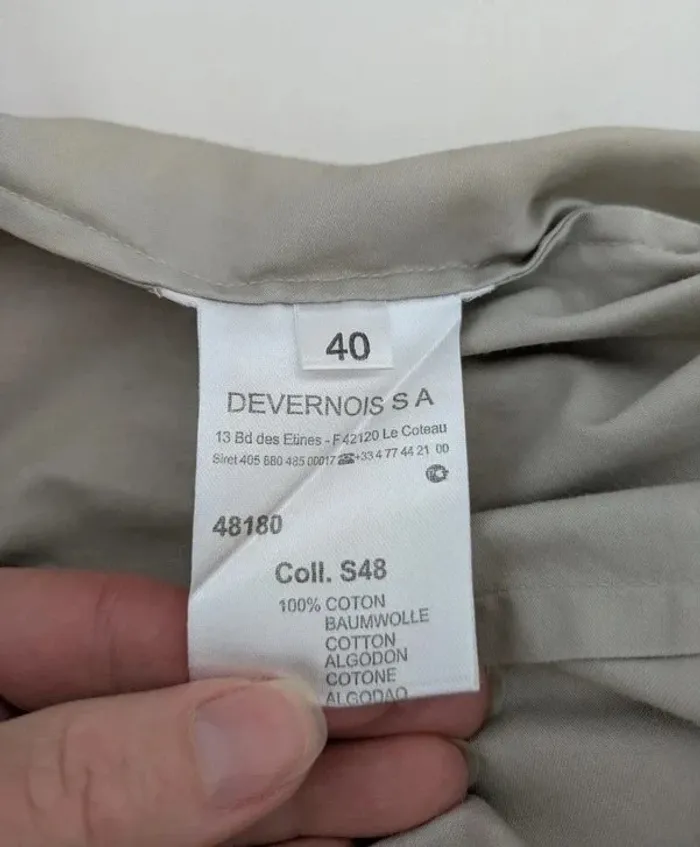 40
DEVERNOIS S A
13 Bd des Etines - F42120 Le Coteau
Siret 405 680 485 00017 ☎+33 4 77 44 21 00
48180
Coll. S48
100% COTON
BAUMWOLLE
COTTON
ALGODON
COTONE
ALGODAO